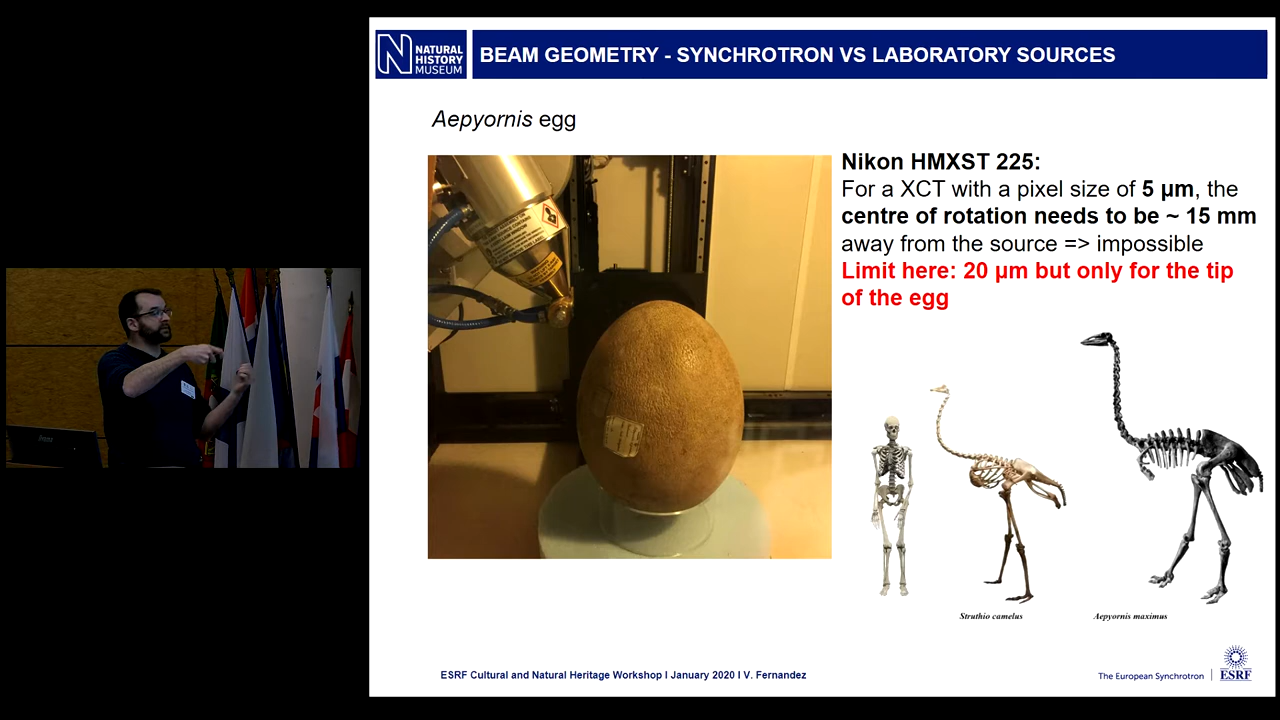 NATURAL
HISTORY
MUSEUM
BEAM GEOMETRY - SYNCHROTRON VS LABORATORY SOURCES
Aepyornis egg
Nikon HMXST 225:
For a XCT with a pixel size of 5 µm, the
centre of rotation needs to be ~ 15 mm
away from the source => impossible
Limit here: 20 µm but only for the tip
of the egg
Struthio camelus
Aepyornis maximus
ESRF Cultural and Natural Heritage Workshop I January 2020 I V. Fernandez
The European Synchrotron
ESRF